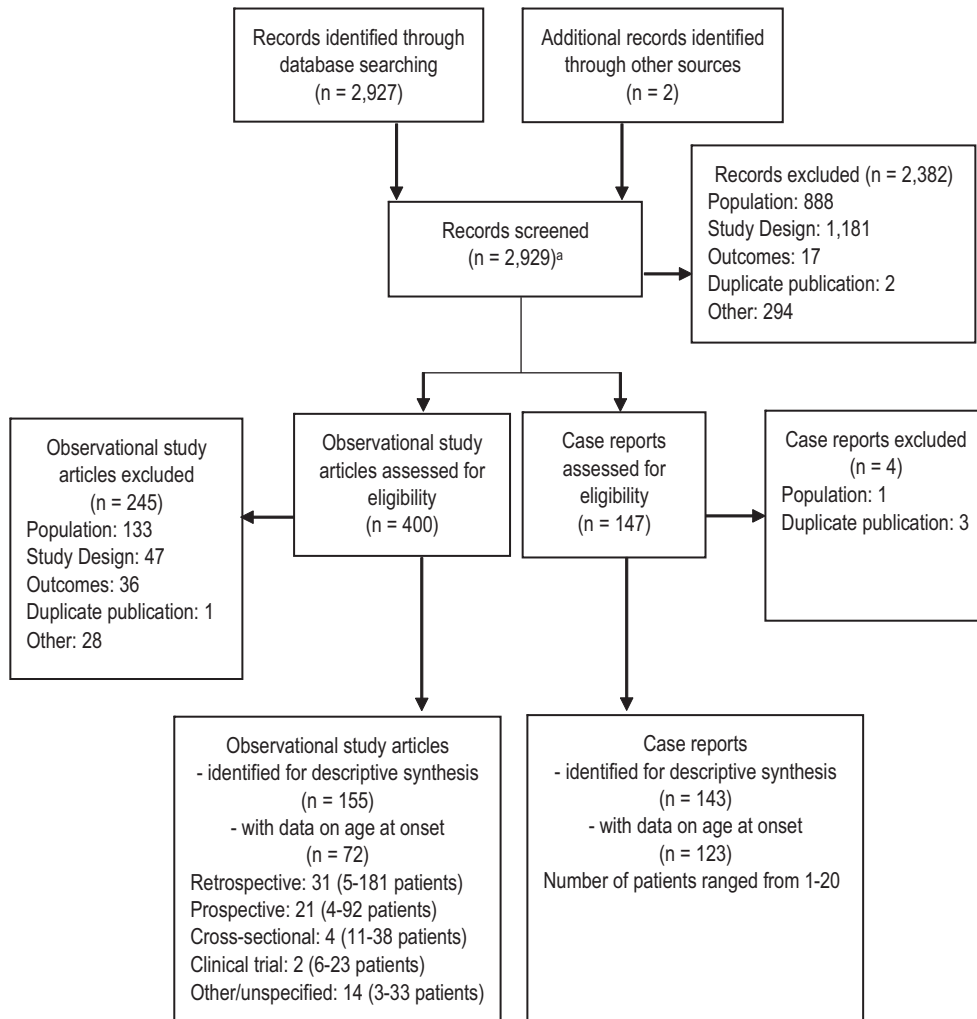 Records identified through
database searching
(n = 2,927)
Additional records identified
through other sources
(n = 2)
Records excluded (n = 2,382)
Population: 888
Study Design: 1,181
Outcomes: 17
Duplicate publication: 2
Other: 294
Records screened
(n = 2,929)ᵃ
Observational study
articles excluded
(n = 245)
Population: 133
Study Design: 47
Outcomes: 36
Duplicate publication: 1
Other: 28
Observational study
articles assessed for
eligibility
(n = 400)
Case reports
assessed for
eligibility
(n = 147)
Case reports excluded
(n = 4)
Population: 1
Duplicate publication: 3
Observational study articles
- identified for descriptive synthesis
(n = 155)
- with data on age at onset
(n = 72)
Retrospective: 31 (5-181 patients)
Prospective: 21 (4-92 patients)
Cross-sectional: 4 (11-38 patients)
Clinical trial: 2 (6-23 patients)
Other/unspecified: 14 (3-33 patients)
Case reports
- identified for descriptive synthesis
(n = 143)
- with data on age at onset
(n = 123)
Number of patients ranged from 1-20